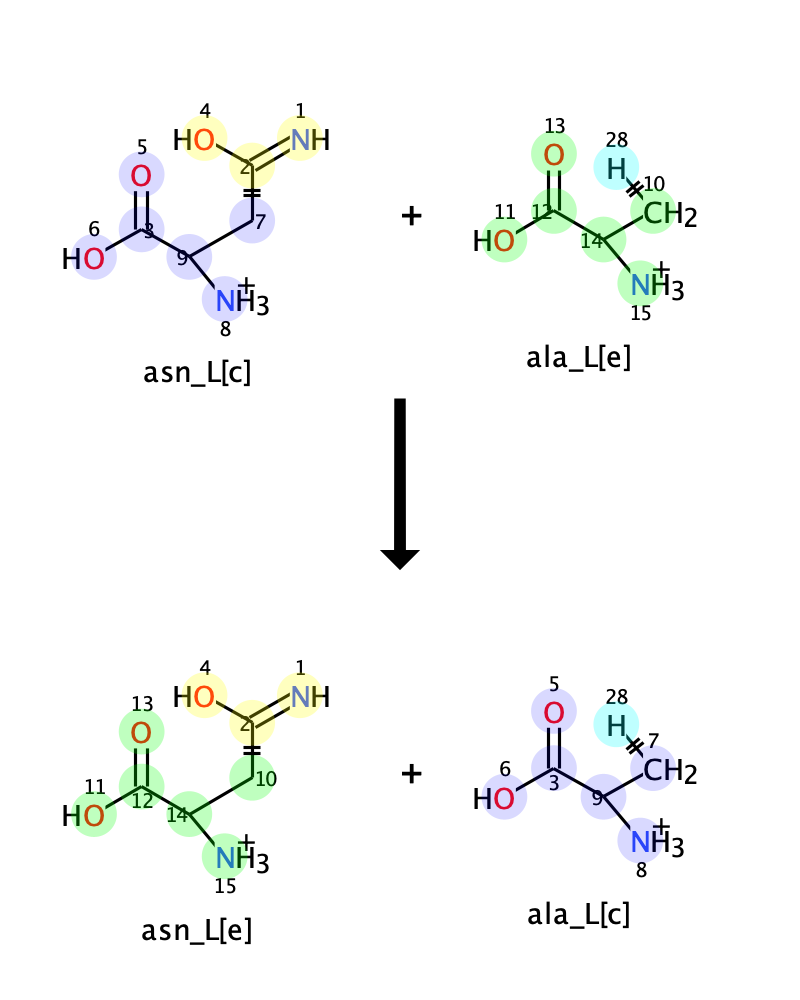 4 1
HO NH
5 2
O
6 3 7
HO 9
NH3+
8
asn_L[c]
+
13 28
O H 10
11 12 CH2
HO 14
NH3+
15
ala_L[e]
4 1
HO NH
13 2
O
11 12 10
HO 14
NH3+
15
asn_L[e]
+
5 28
O H 7
6 3 CH2
HO 9
NH3+
8
ala_L[c]